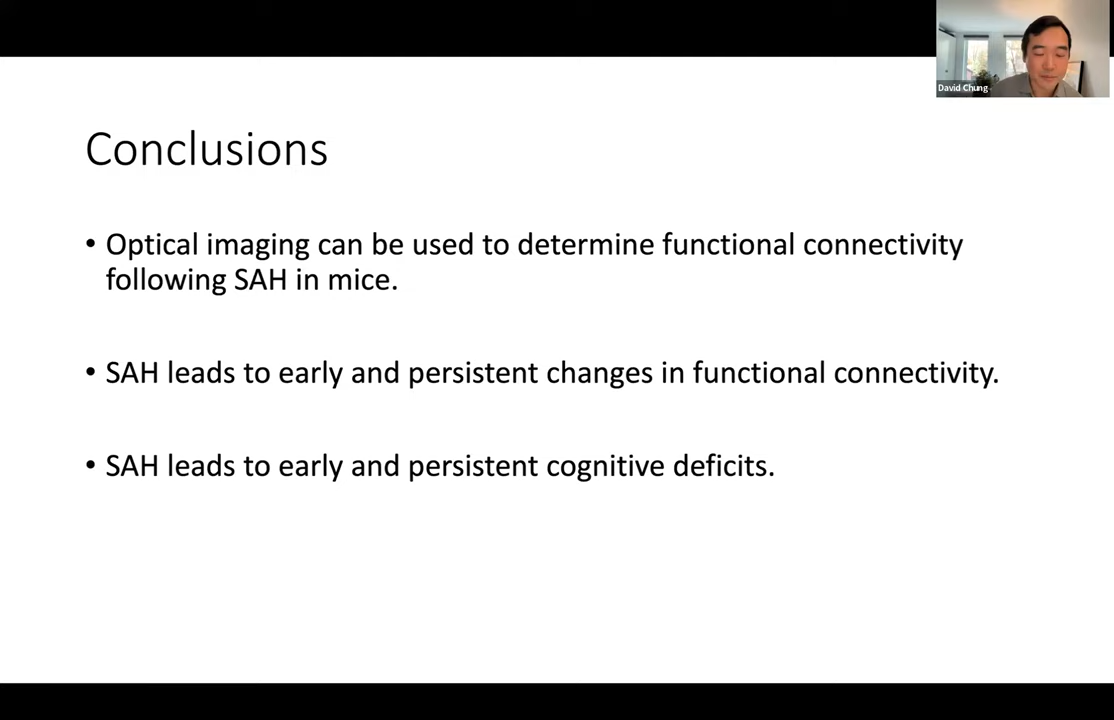 David Chung
Conclusions
• Optical imaging can be used to determine functional connectivity
following SAH in mice.
• SAH leads to early and persistent changes in functional connectivity.
• SAH leads to early and persistent cognitive deficits.